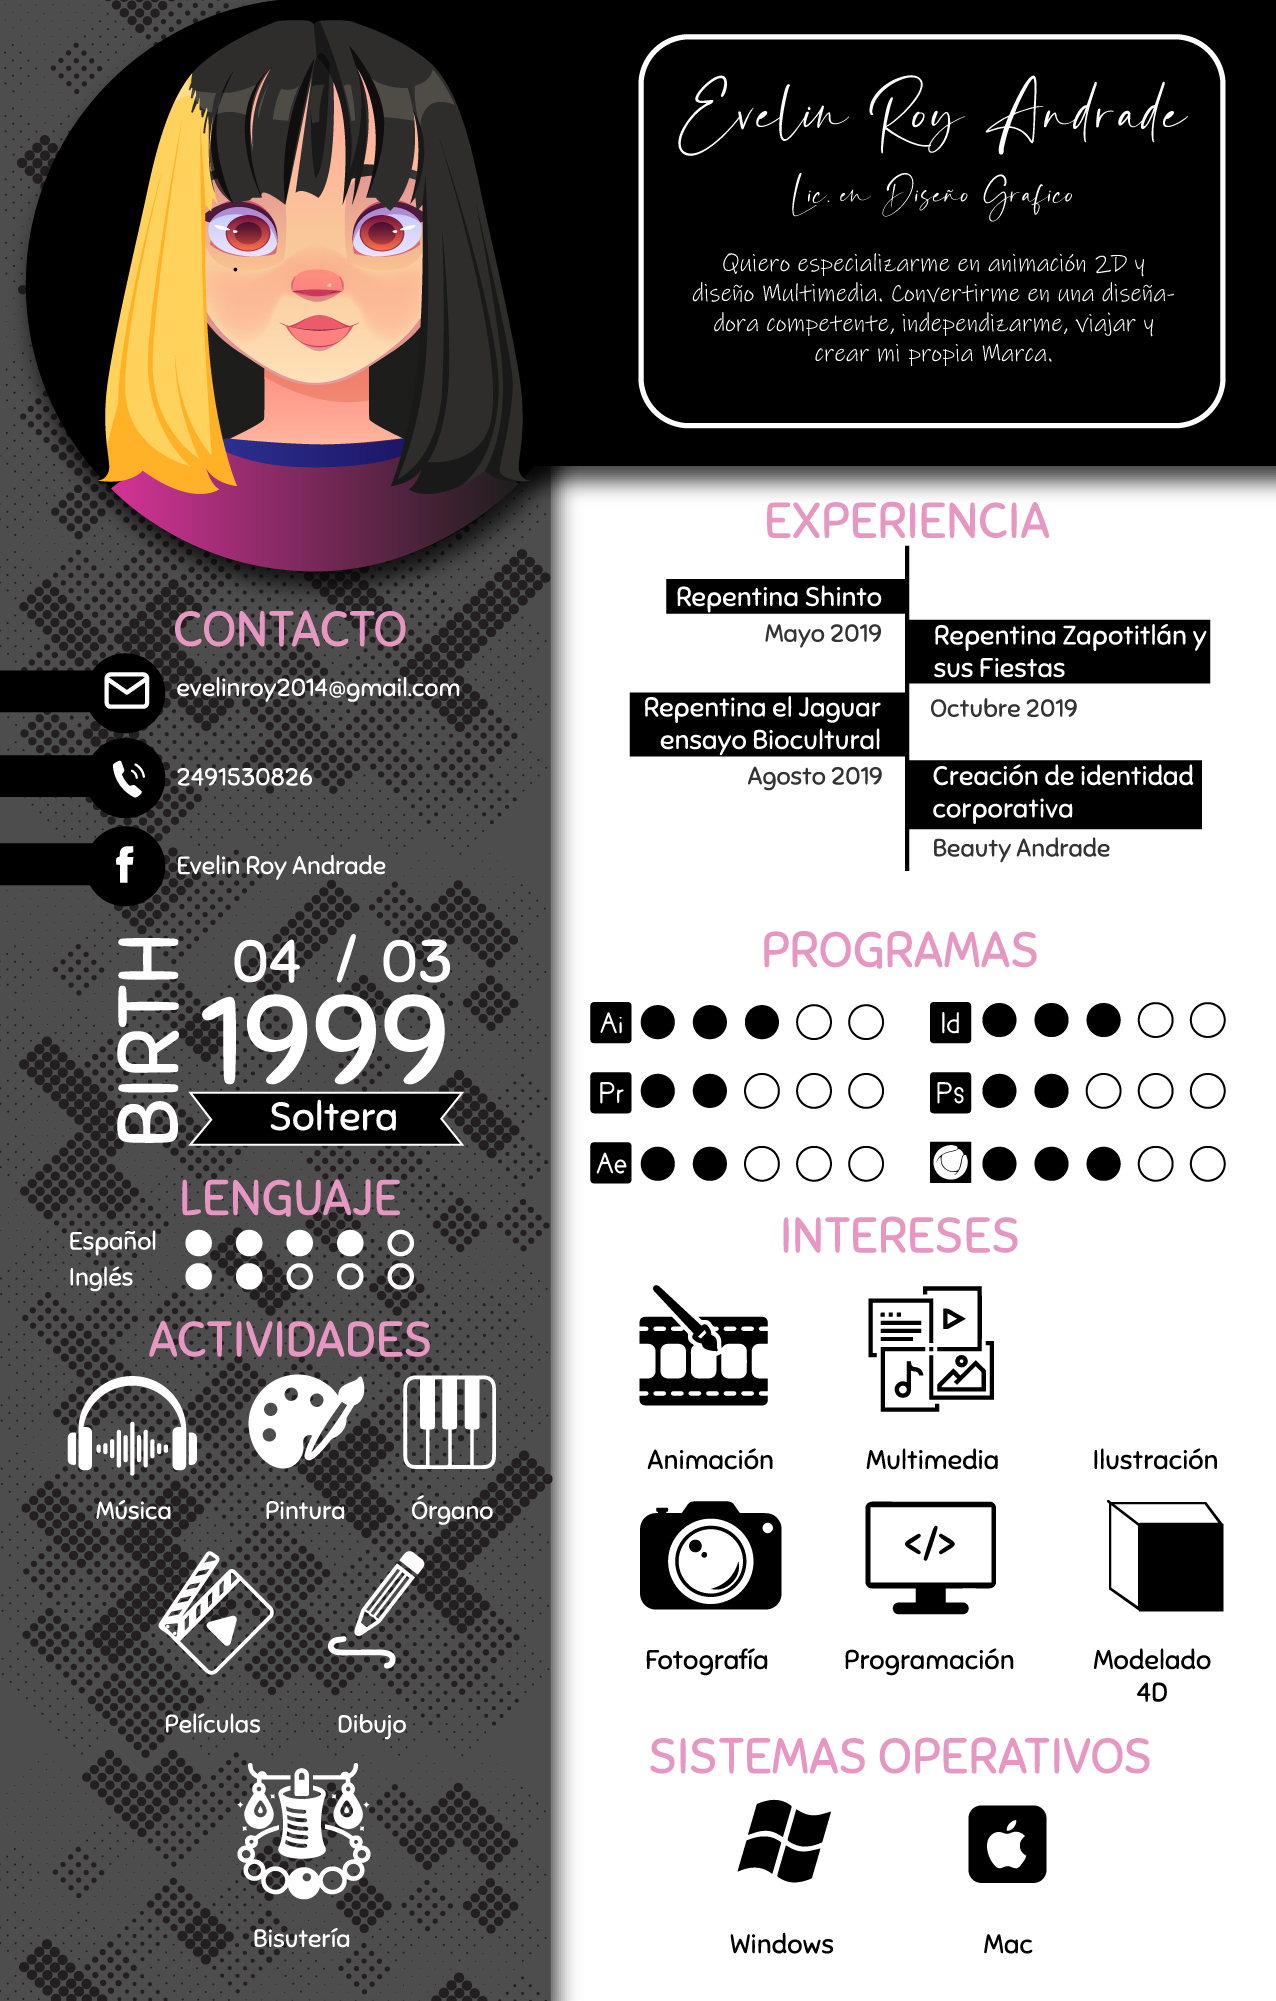 Evelin Roy Andrade
Lic. en Diseño Grafico
Quiero especializarme en animación 2D y
diseño Multimedia. Convertirme en una diseña-
dora competente, independizarme, viajar y
crear mi propia Marca.
CONTACTO
evelinroy2014@gmail.com
2491530826
f
Evelin Roy Andrade
BIRTH
04 / 03
1999
Soltera
LENGUAJE
Español
Inglés
ACTIVIDADES
Música
Pintura
Órgano
Películas
Dibujo
Bisutería
EXPERIENCIA
Repentina Shinto
Mayo 2019
Repentina Zapotitlán y
sus Fiestas
Octubre 2019
Repentina el Jaguar
ensayo Biocultural
Agosto 2019
Creación de identidad
corporativa
Beauty Andrade
PROGRAMAS
Ai
Id
Pr
Ps
Ae
INTERESES
Animación
Multimedia
Ilustración
Fotografía
</>
Programación
Modelado
4D
SISTEMAS OPERATIVOS
Windows
Mac